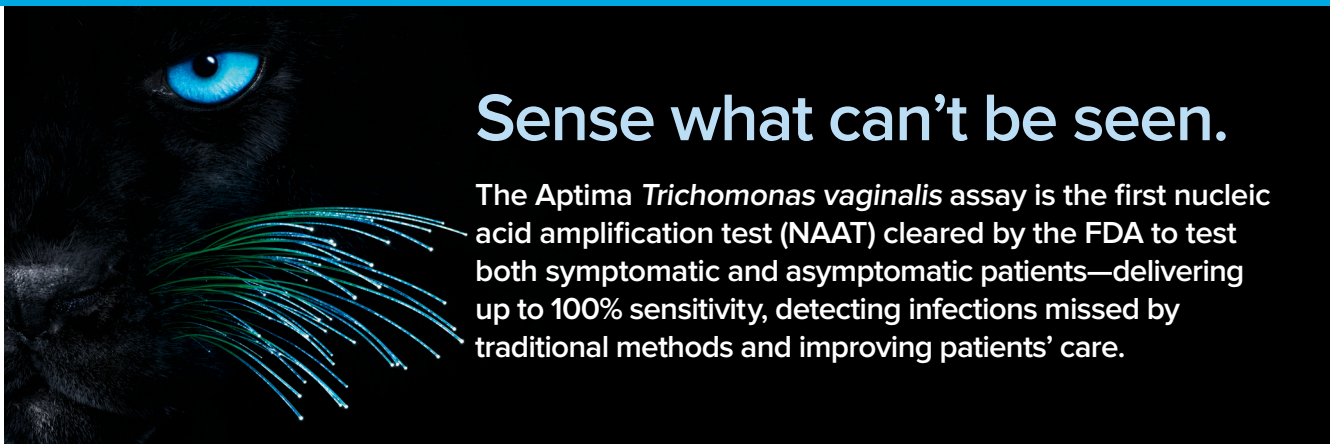 Sense what can’t be seen.
The Aptima Trichomonas vaginalis assay is the first nucleic
acid amplification test (NAAT) cleared by the FDA to test
both symptomatic and asymptomatic patients—delivering
up to 100% sensitivity, detecting infections missed by
traditional methods and improving patients’ care.